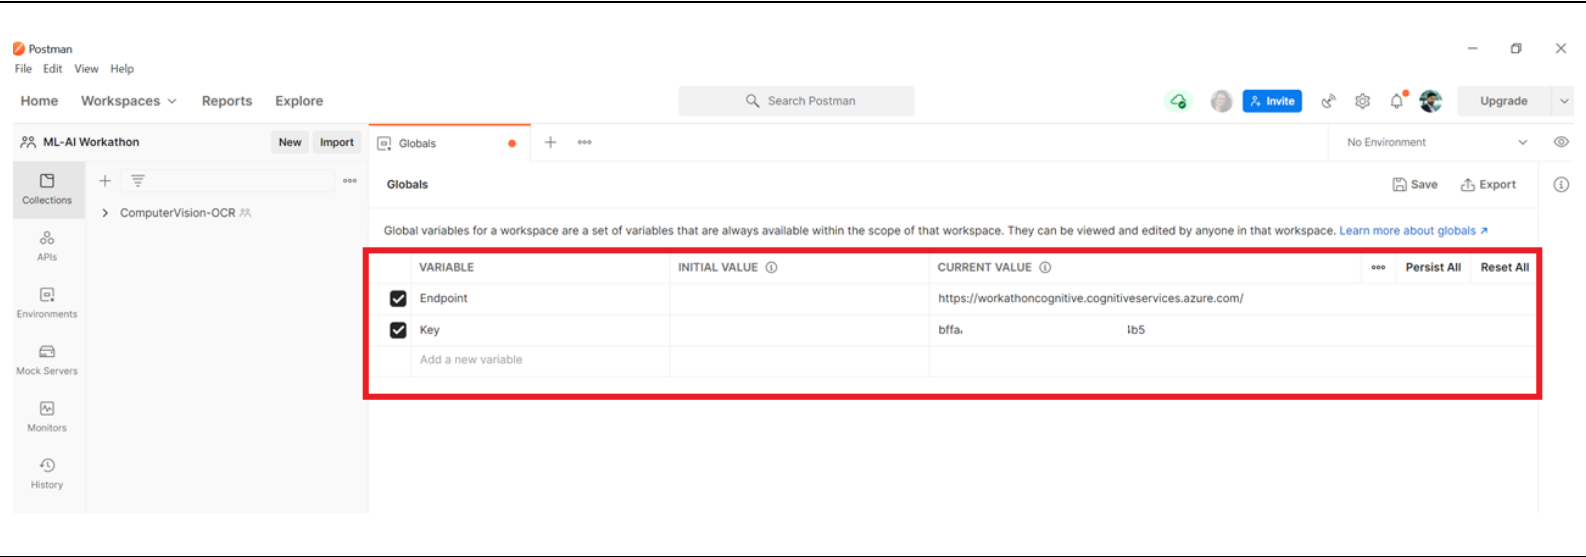 Postman
File Edit View Help
Home Workspaces Reports Explore Search Postman Invite Upgrade
ML-AI Workathon New Import Globals No Environment
Collections
ComputerVision-OCR
APIs
Environments
Mock Servers
Monitors
History
Globals Save Export
Global variables for a workspace are a set of variables that are always available within the scope of that workspace. They can be viewed and edited by anyone in that workspace. Learn more about globals
VARIABLE INITIAL VALUE CURRENT VALUE Persist All Reset All
Endpoint https://workathoncognitive.cognitiveservices.azure.com/
Key
Add a new variable